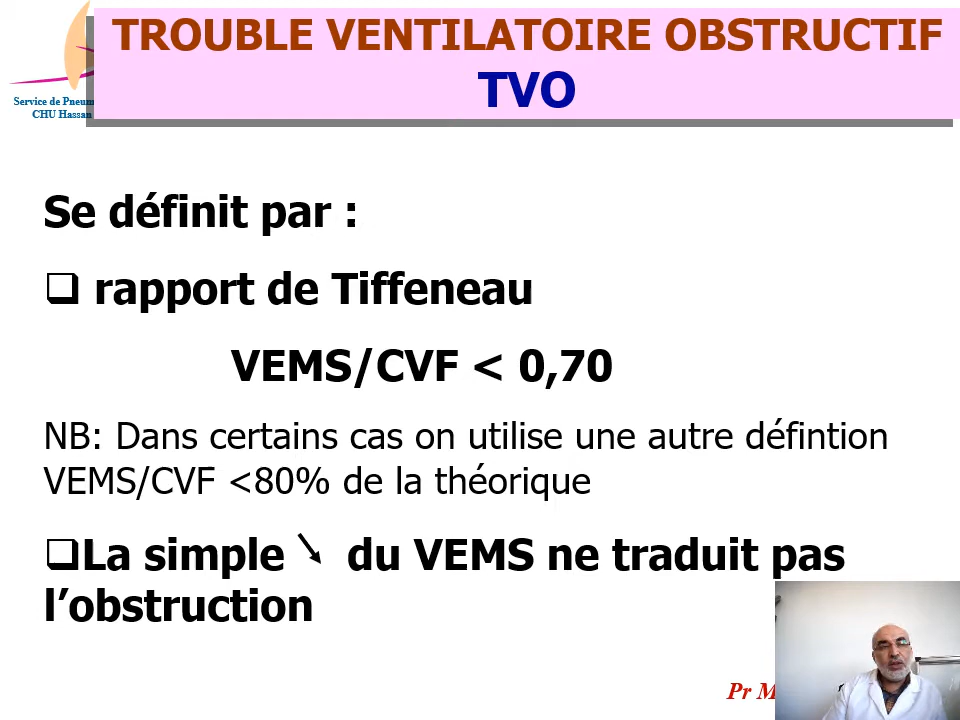 TROUBLE VENTILATOIRE OBSTRUCTIF
TVO
Service de
CHU Hassan
Se définit par :
❑ rapport de Tiffeneau
VEMS/CVF < 0,70
NB: Dans certains cas on utilise une autre défintion
VEMS/CVF <80% de la théorique
❑La simple ↘ du VEMS ne traduit pas
l’obstruction
Pr